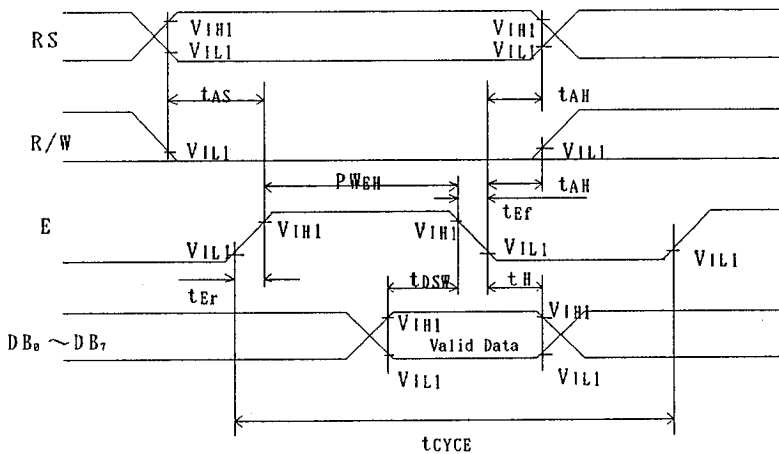 RS
VIH1
VIL1
VIH1
VIL1
tAS
tAH
R/W
VIL1
VIL1
PWEH
tAH
tEf
E
VIH1
VIH1
VIL1
VIL1
VIL1
tEr
tDSW
tH
VIH1
VIH1
DB₀ ～DB₇
Valid Data
VIL1
VIL1
tCYCE